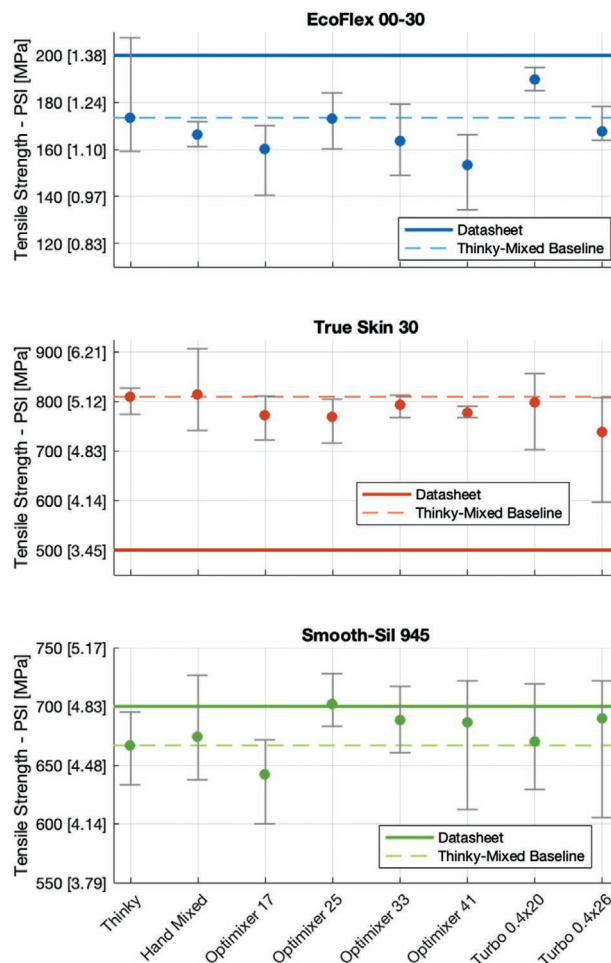 EcoFlex 00-30
Tensile Strength - PSI [MPa]
200 [1.38]
180 [1.24]
160 [1.10]
140 [0.97]
120 [0.83]
Datasheet
Thinky-Mixed Baseline
True Skin 30
Tensile Strength - PSI [MPa]
900 [6.21]
800 [5.12]
700 [4.83]
600 [4.14]
500 [3.45]
Datasheet
Thinky-Mixed Baseline
Smooth-Sil 945
Tensile Strength - PSI [MPa]
750 [5.17]
700 [4.83]
650 [4.48]
600 [4.14]
550 [3.79]
Datasheet
Thinky-Mixed Baseline
Thinky
Hand Mixed
Optimixer 17
Optimixer 25
Optimixer 33
Optimixer 41
Turbo 0.4x20
Turbo 0.4x26